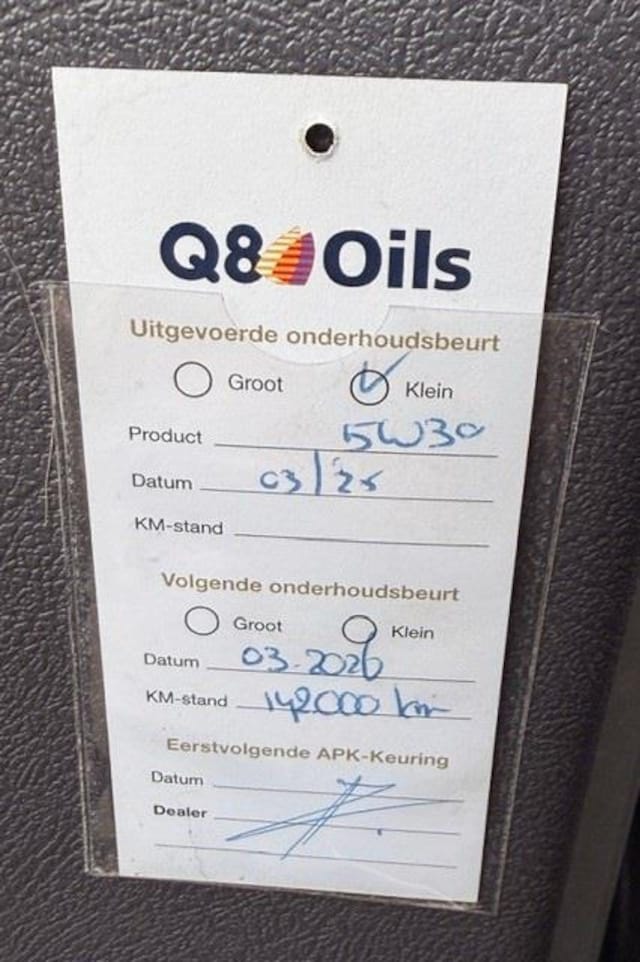 Q8 Oils
Uitgevoerde onderhoudsbeurt
Groot Klein
Product 5W30
Datum 03/25
KM-stand
Volgende onderhoudsbeurt
Groot Klein
Datum 03-2026
KM-stand 142000 km
Eerstvolgende APK-Keuring
Datum
Dealer